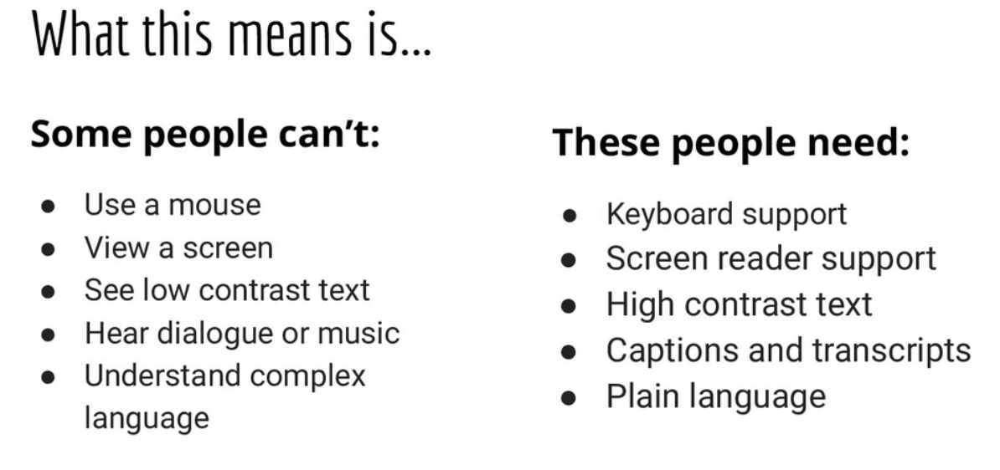 What this means is...
Some people can't:
● Use a mouse
● View a screen
● See low contrast text
● Hear dialogue or music
● Understand complex
language
These people need:
● Keyboard support
● Screen reader support
● High contrast text
● Captions and transcripts
● Plain language